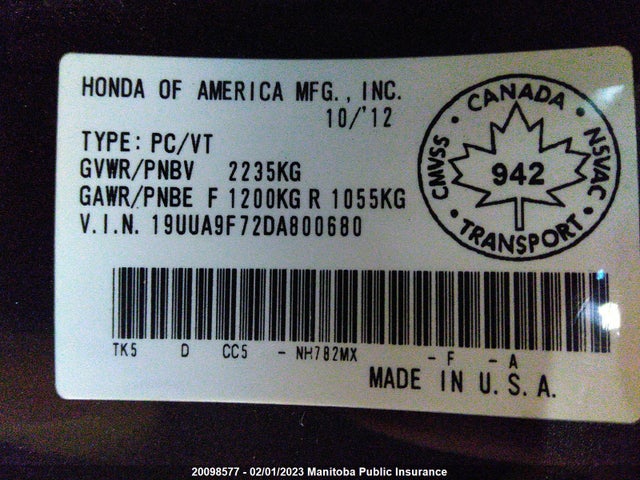 HONDA OF AMERICA MFG., INC.
10/'12
TYPE: PC/VT
GVWR/PNBV 2235KG
GAWR/PNBE F 1200KG R 1055KG
V.I.N. 19UUA9F72DA800680
CANADA
CMVSS
942
NSVAC
TRANSPORT
TK5 D CC5 - NH782MX - F - A
MADE IN U.S.A.
20098577 - 02/01/2023 Manitoba Public Insurance